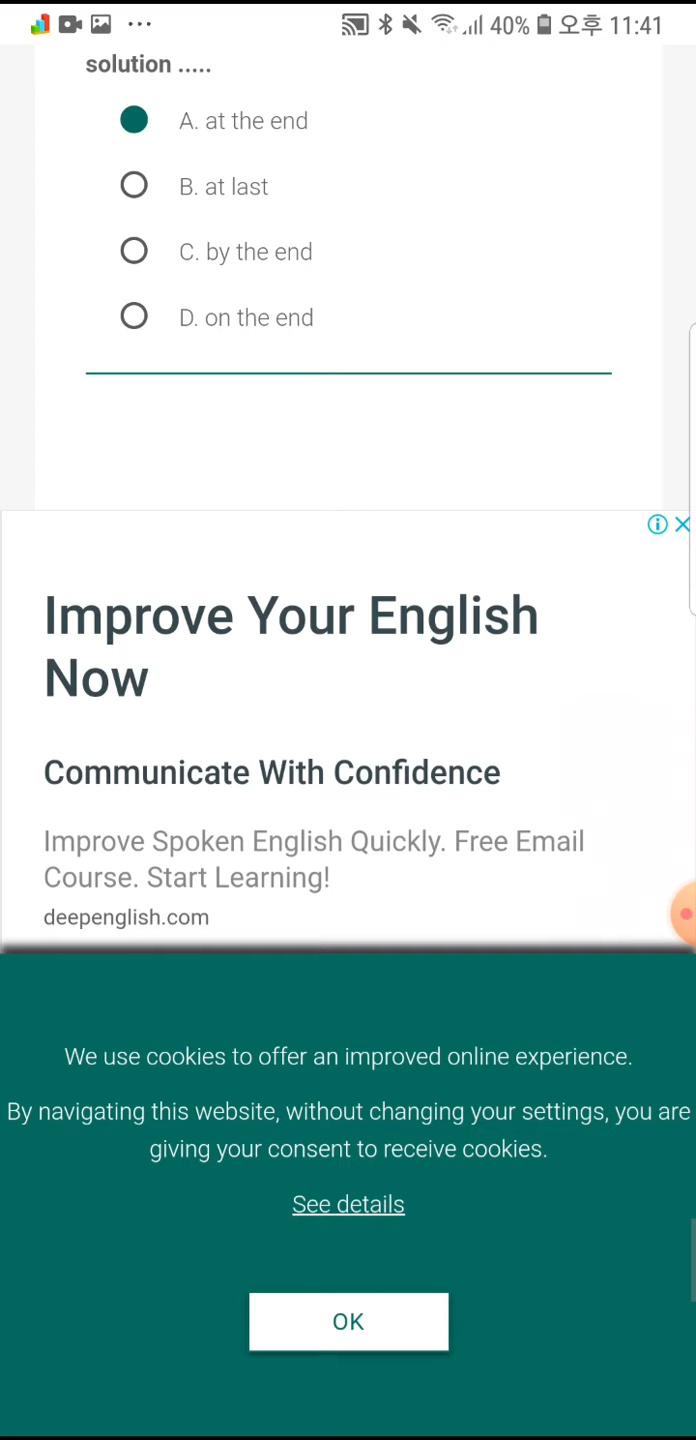 40% 오후 11:41
solution .....
A. at the end
B. at last
C. by the end
D. on the end
Improve Your English
Now
Communicate With Confidence
Improve Spoken English Quickly. Free Email
Course. Start Learning!
deepenglish.com
We use cookies to offer an improved online experience.
By navigating this website, without changing your settings, you are
giving your consent to receive cookies.
See details
OK